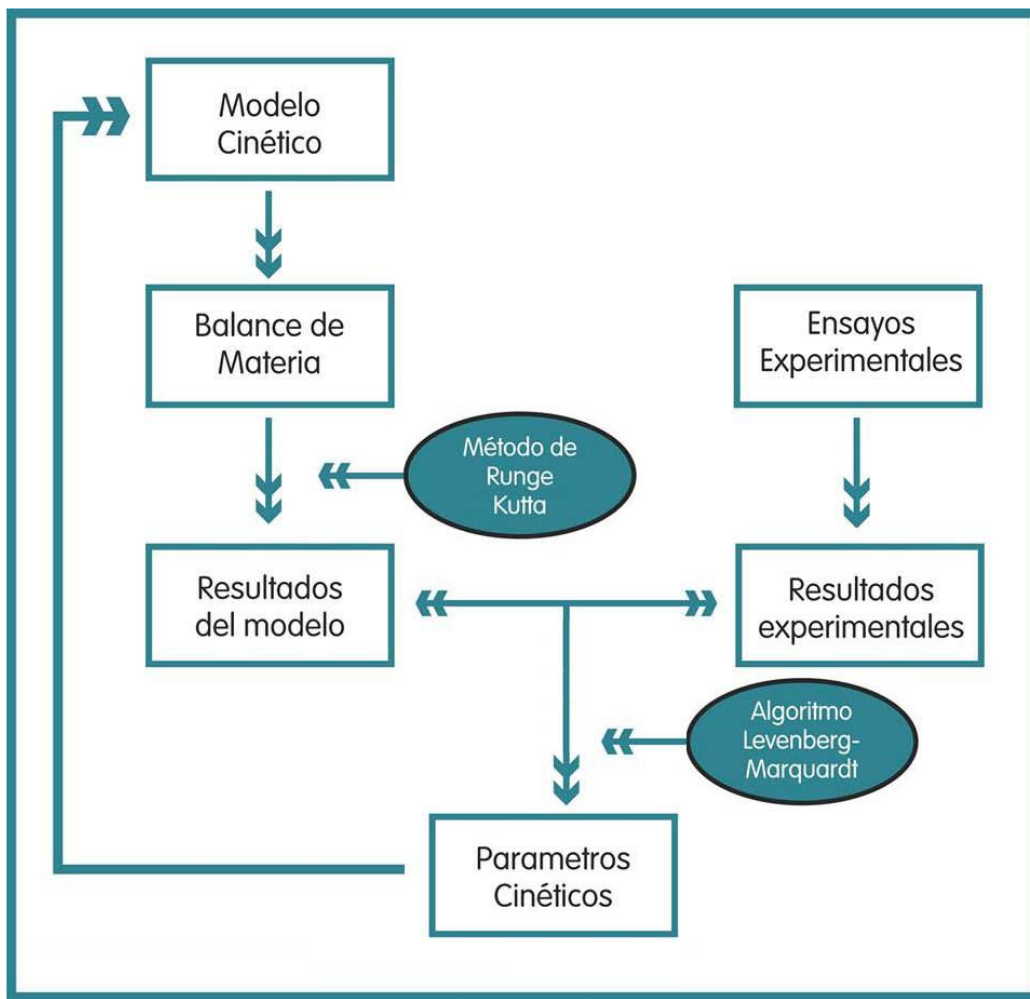 Modelo
Cinético
Balance de
Materia
Ensayos
Experimentales
Método de
Runge
Kutta
Resultados
del modelo
Resultados
experimentales
Algoritmo
Levenberg-
Marquardt
Parametros
Cinéticos